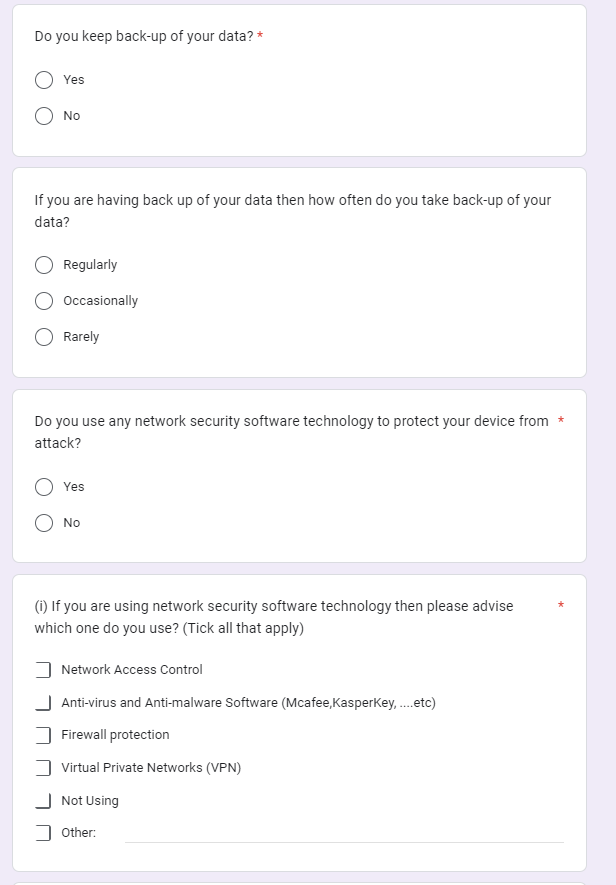 Do you keep back-up of your data? *
Yes
No
If you are having back up of your data then how often do you take back-up of your
data?
Regularly
Occasionally
Rarely
Do you use any network security software technology to protect your device from *
attack?
Yes
No
(i) If you are using network security software technology then please advise *
which one do you use? (Tick all that apply)
Network Access Control
Anti-virus and Anti-malware Software (Mcafee,KasperKey, ....etc)
Firewall protection
Virtual Private Networks (VPN)
Not Using
Other: